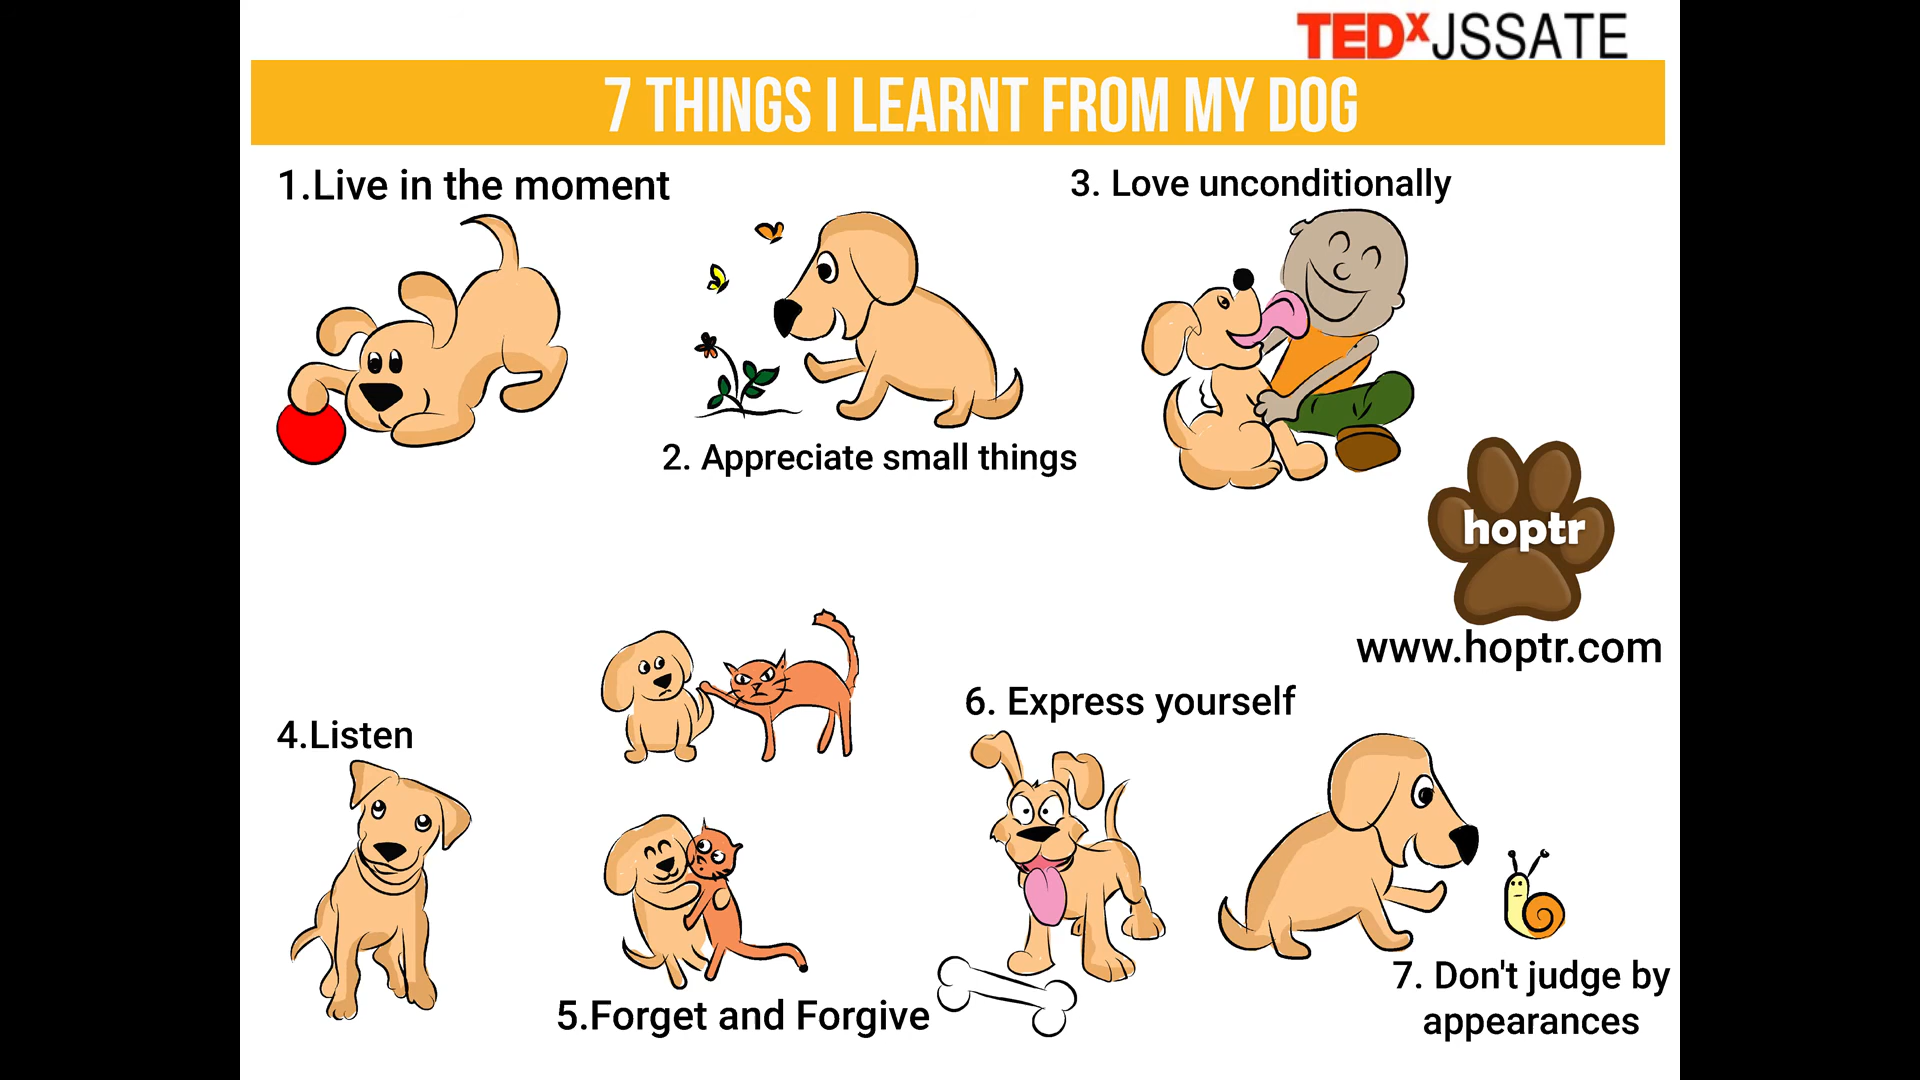 TEDxJSSATE
7 THINGS I LEARNT FROM MY DOG
1.Live in the moment
2. Appreciate small things
3. Love unconditionally
hoptr
www.hoptr.com
4.Listen
5.Forget and Forgive
6. Express yourself
7. Don't judge by
appearances